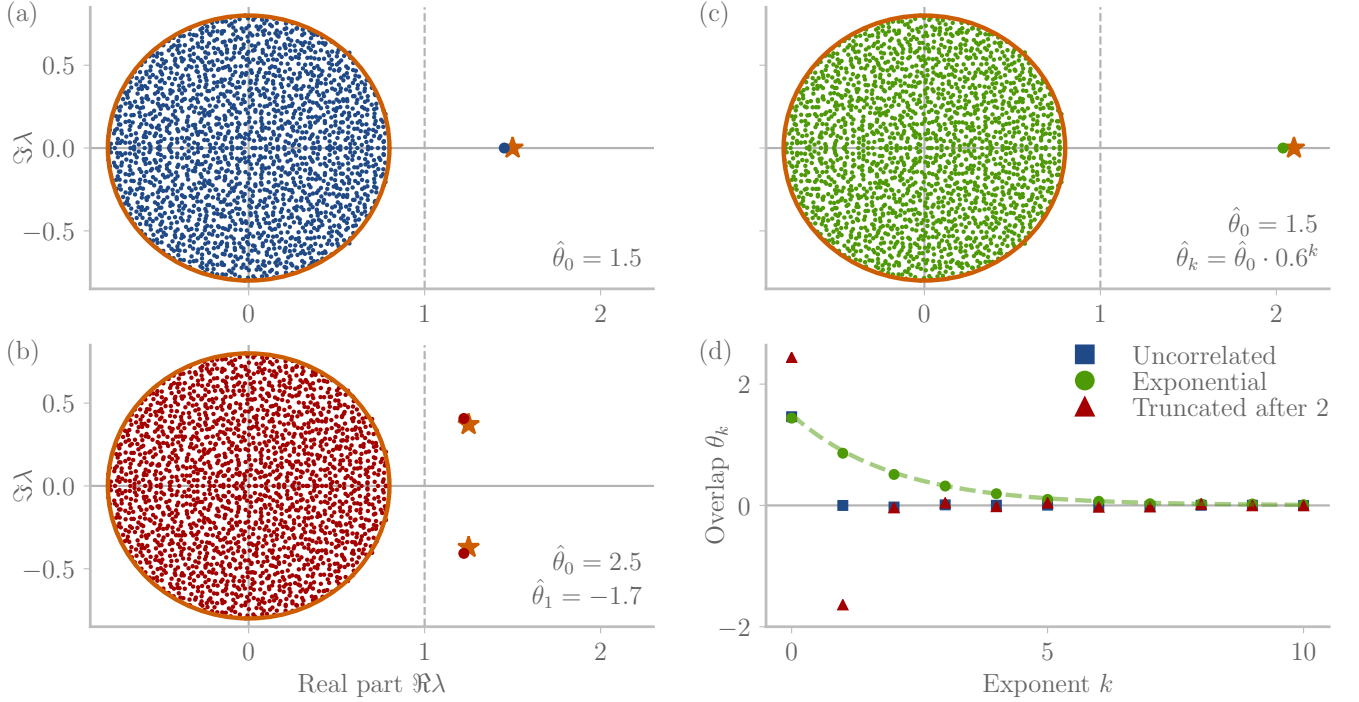 (a)
0.5
0.0
−0.5
ℑλ
θ̂₀ = 1.5
0
1
2
(c)
θ̂₀ = 1.5
θ̂ₖ = θ̂₀ · 0.6ᵏ
0
1
2
(b)
0.5
0.0
−0.5
ℑλ
θ̂₀ = 2.5
θ̂₁ = −1.7
0
1
2
Real part ℜλ
(d)
Uncorrelated
Exponential
Truncated after 2
2
0
−2
Overlap θₖ
0
5
10
Exponent k